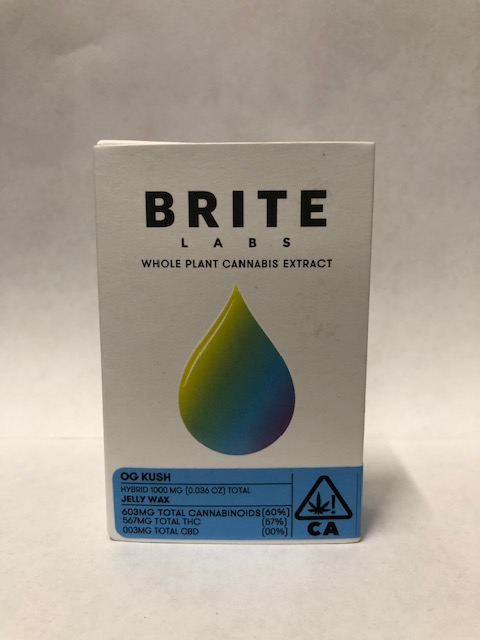 BRITE
LABS
WHOLE PLANT CANNABIS EXTRACT
OG KUSH
HYBRID 1000 MG (0.036 OZ) TOTAL
JELLY WAX
603MG TOTAL CANNABINOIDS (60%)
567MG TOTAL THC (57%)
003MG TOTAL CBD (00%)
!
CA